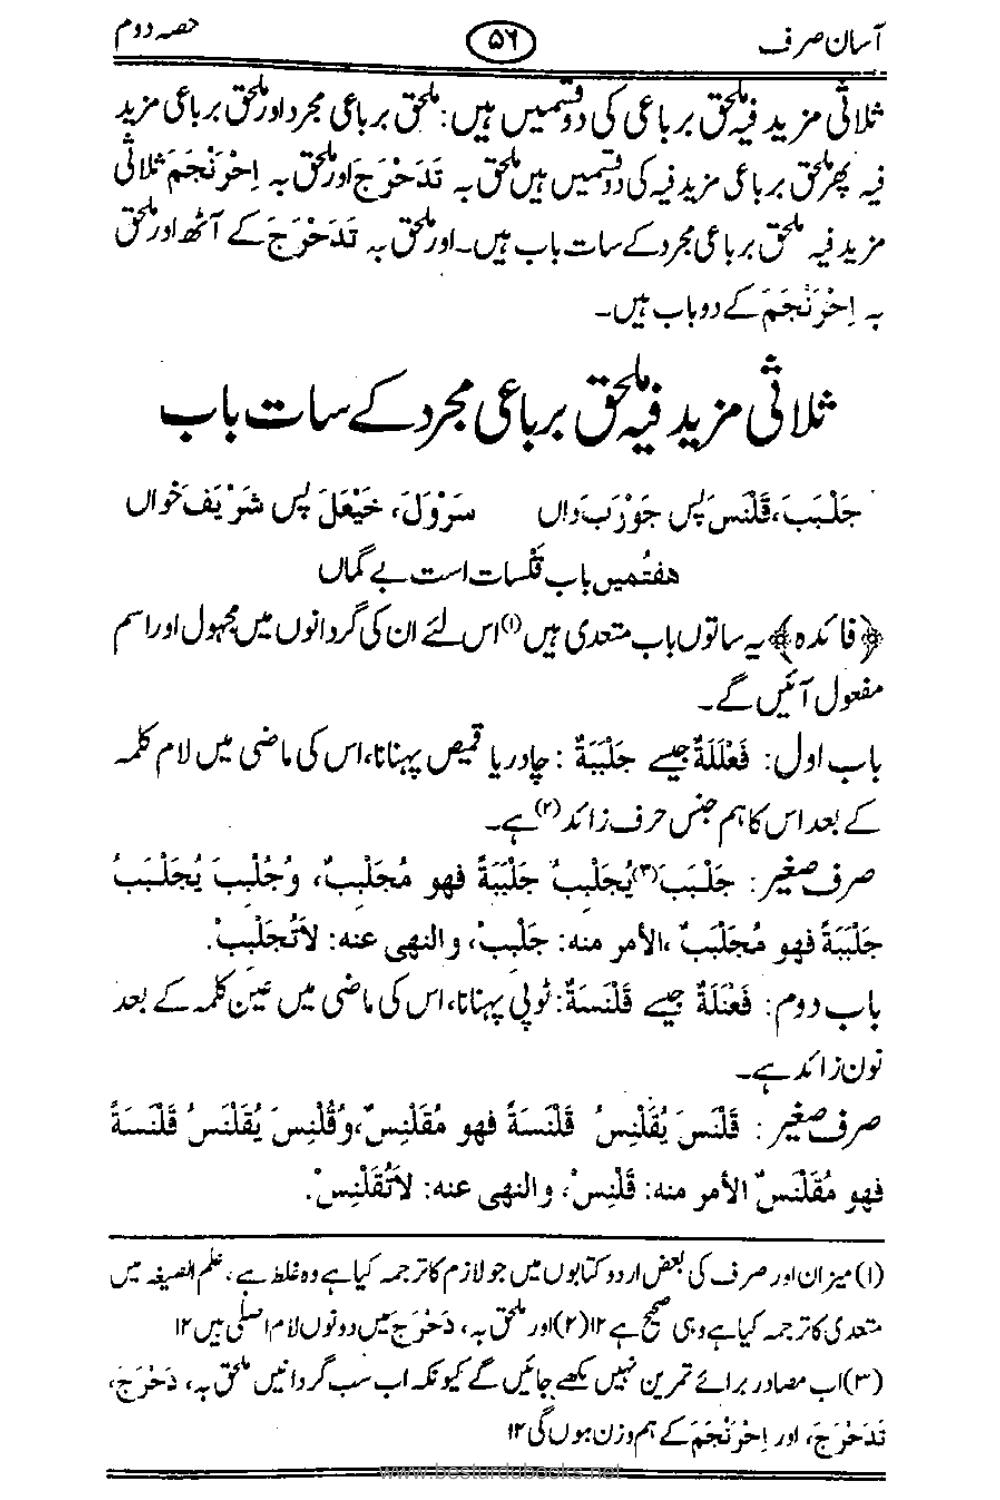 آسان صرف ۵۶ حصہ دوم
ثلاثی مزید فیہ ملحق برباعی کی دو قسمیں ہیں: ملحق برباعی مجرد اور ملحق برباعی مزید
فیہ پھر ملحق برباعی مزید فیہ کی دو قسمیں ہیں ملحق بہ تَدَحْرَجَ اور ملحق بہ اِحْرَنْجَمَ ثلاثی
مزید فیہ ملحق برباعی مجرد کے سات باب ہیں۔ اور ملحق بہ تَدَحْرَجَ کے آٹھ اور ملحق
بہ اِحْرَنْجَمَ کے دو باب ہیں۔
ثلاثی مزید فیہ ملحق برباعی مجرد کے سات باب
جَلْبَبَ، قَلْنَسَ پس جَوْرَبَ داں سَرْوَلَ، خَيْعَلَ پس شَرْيَفَ خواں
هفتمیں باب قَلْسات است بے گماں
﴿فائدہ﴾ یہ ساتوں باب متعدی ہیں (۱) اس لئے ان کی گردانوں میں مجہول اور اسم
مفعول آئیں گے۔
باب اول: فَعْلَلَةٌ جیسے جَلْبَبَةٌ : چادر یا قمیص پہنانا، اس کی ماضی میں لام کلمہ
کے بعد اس کا ہم جنس حرف زائد (۲) ہے۔
صرف صغیر : جَلْبَبَ (۳) يُجَلْبِبُ جَلْبَبَةً فهو مُجَلْبِبٌ، وجُلْبِبَ يُجَلْبَبُ
جَلْبَبَةً فهو مُجَلْبَبٌ ،الأمر منه: جَلْبِبْ، والنهى عنه: لاَتُجَلْبِبْ.
باب دوم: فَعْنَلَةٌ جیسے قَلْنَسَةٌ: ٹوپی پہنانا، اس کی ماضی میں عین کلمہ کے بعد
نون زائد ہے۔
صرف صغیر : قَلْنَسَ يُقَلْنِسُ قَلْنَسَةً فهو مُقَلْنِسٌ، وَقُلْنِسَ يُقَلْنَسُ قَلْنَسَةً
فهو مُقَلْنَسٌ الأمر منه: قَلْنِسْ، والنهى عنه: لاَتُقَلْنِسْ.
(۱) میزان اور صرف کی بعض اردو کتابوں میں جو لازم کا ترجمہ کیا ہے وہ غلط ہے، علم الصیغہ میں
متعدی کا ترجمہ کیا ہے وہی صحیح ہے ۱۲ (۲) اور ملحق بہ، دَحْرَجَ میں دونوں لام اصلی ہیں ۱۲
(۳) اب مصادر برائے تمرین نہیں لکھے جائیں گے کیونکہ اب سب گردانیں ملحق بہ، دَحْرَجَ،
تَدَحْرَجَ، اور اِحْرَنْجَمَ کے ہم وزن ہوں گی ۱۲
www.besturdubooks.net